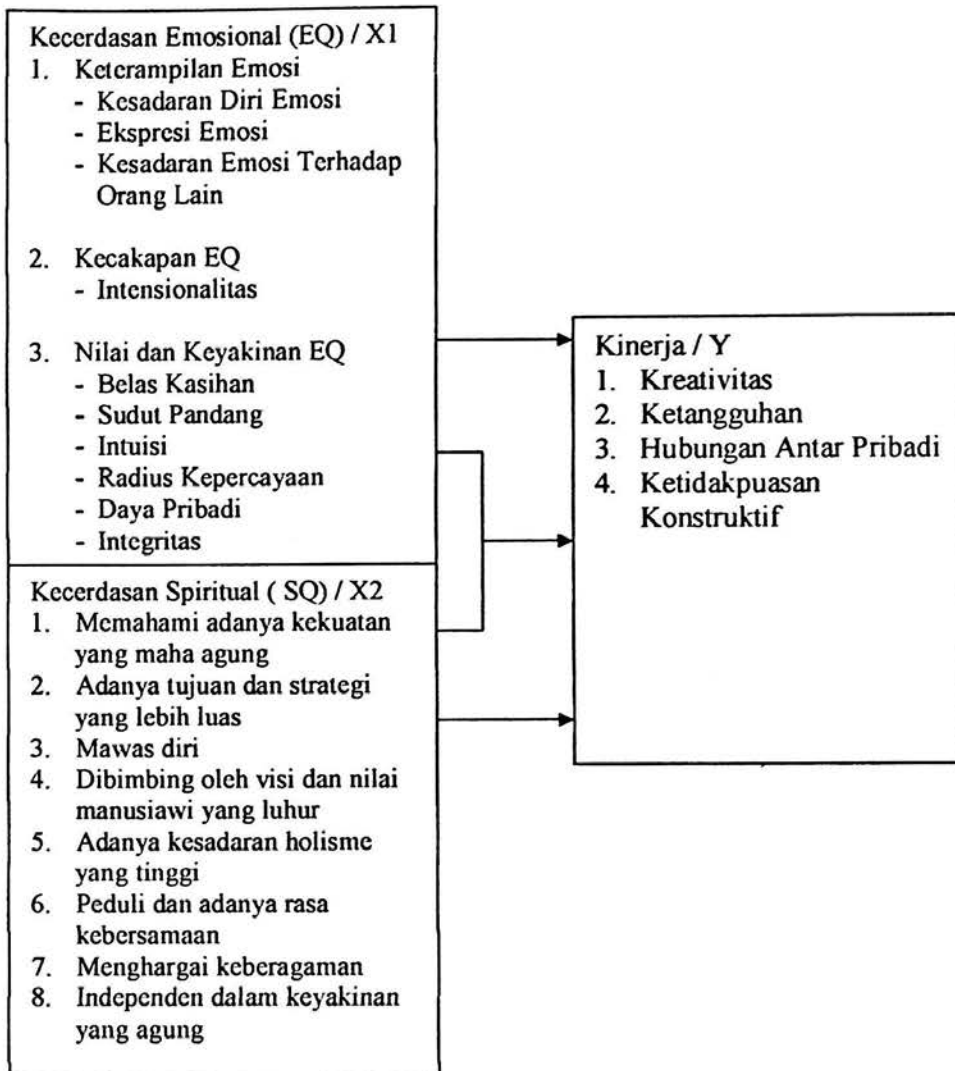 Kecerdasan Emosional (EQ) / X1
1. Keterampilan Emosi
- Kesadaran Diri Emosi
- Ekspresi Emosi
- Kesadaran Emosi Terhadap
Orang Lain
2. Kecakapan EQ
- Intensionalitas
3. Nilai dan Keyakinan EQ
- Belas Kasihan
- Sudut Pandang
- Intuisi
- Radius Kepercayaan
- Daya Pribadi
- Integritas
Kecerdasan Spiritual ( SQ) / X2
1. Memahami adanya kekuatan
yang maha agung
2. Adanya tujuan dan strategi
yang lebih luas
3. Mawas diri
4. Dibimbing oleh visi dan nilai
manusiawi yang luhur
5. Adanya kesadaran holisme
yang tinggi
6. Peduli dan adanya rasa
kebersamaan
7. Menghargai keberagaman
8. Independen dalam keyakinan
yang agung
Kinerja / Y
1. Kreativitas
2. Ketangguhan
3. Hubungan Antar Pribadi
4. Ketidakpuasan
Konstruktif